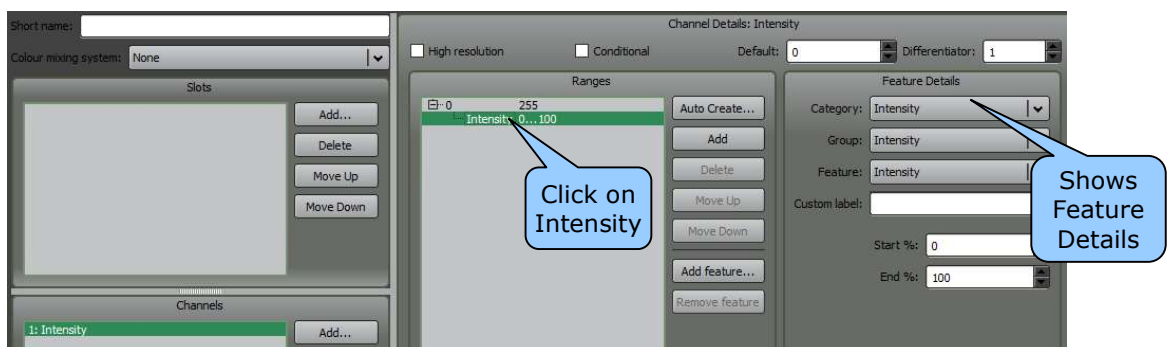 Short name:
Colour mixing system: None
Slots
Add...
Delete
Move Up
Move Down
Channels
1: Intensity
Add...
Channel Details: Intensity
High resolution Conditional Default: 0 Differentiator: 1
Ranges
0 255
Intensity 0...100
Auto Create...
Add
Delete
Move Up
Move Down
Add feature...
Remove feature
Click on
Intensity
Feature Details
Category: Intensity
Group: Intensity
Feature: Intensity
Custom label:
Start %: 0
End %: 100
Shows
Feature
Details